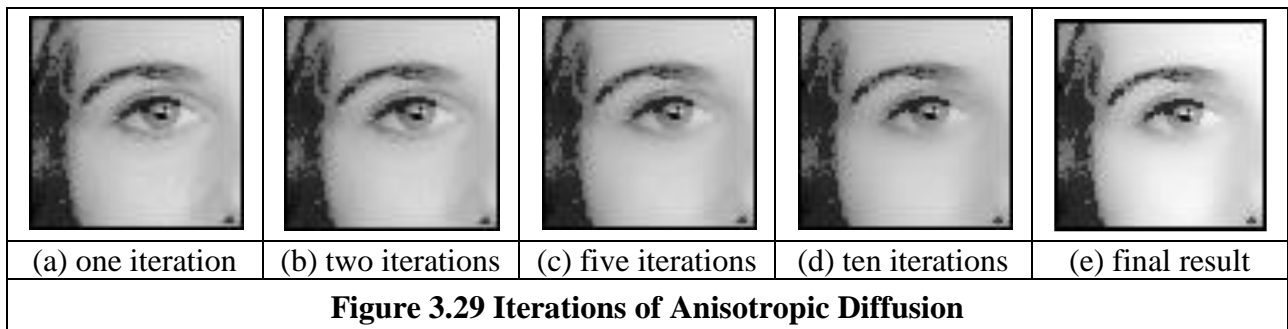 (a) one iteration (b) two iterations (c) five iterations (d) ten iterations (e) final result
Figure 3.29 Iterations of Anisotropic Diffusion